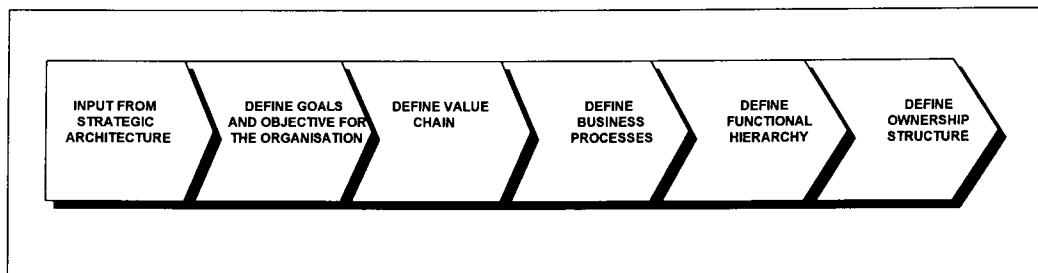 INPUT FROM
STRATEGIC
ARCHITECTURE
DEFINE GOALS
AND OBJECTIVE FOR
THE ORGANISATION
DEFINE VALUE
CHAIN
DEFINE
BUSINESS
PROCESSES
DEFINE
FUNCTIONAL
HIERARCHY
DEFINE
OWNERSHIP
STRUCTURE